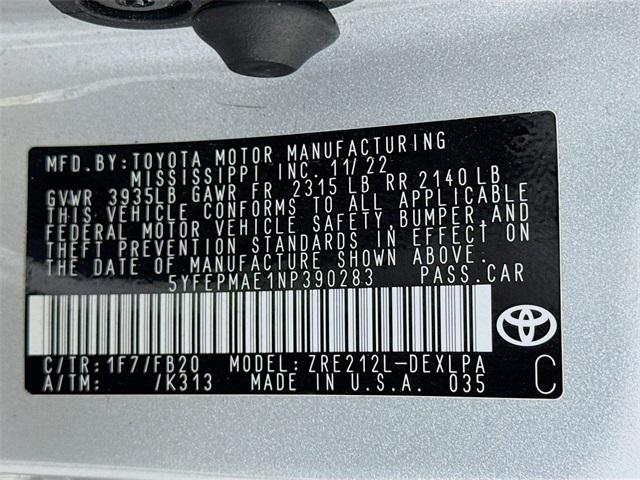 MFD. BY: TOYOTA MOTOR MANUFACTURING
MISSISSIPPI INC. 11/22
GVWR 3935LB GAWR FR 2315 LB RR 2140 LB
THIS VEHICLE CONFORMS TO ALL APPLICABLE
FEDERAL MOTOR VEHICLE SAFETY, BUMPER, AND
THEFT PREVENTION STANDARDS IN EFFECT ON
THE DATE OF MANUFACTURE SHOWN ABOVE.
5YFEPMAE1NP390283 PASS. CAR
C/TR: 1F7/FB20 MODEL: ZRE212L-DEXLPA
A/TM: /K313 MADE IN U.S.A. 035
C